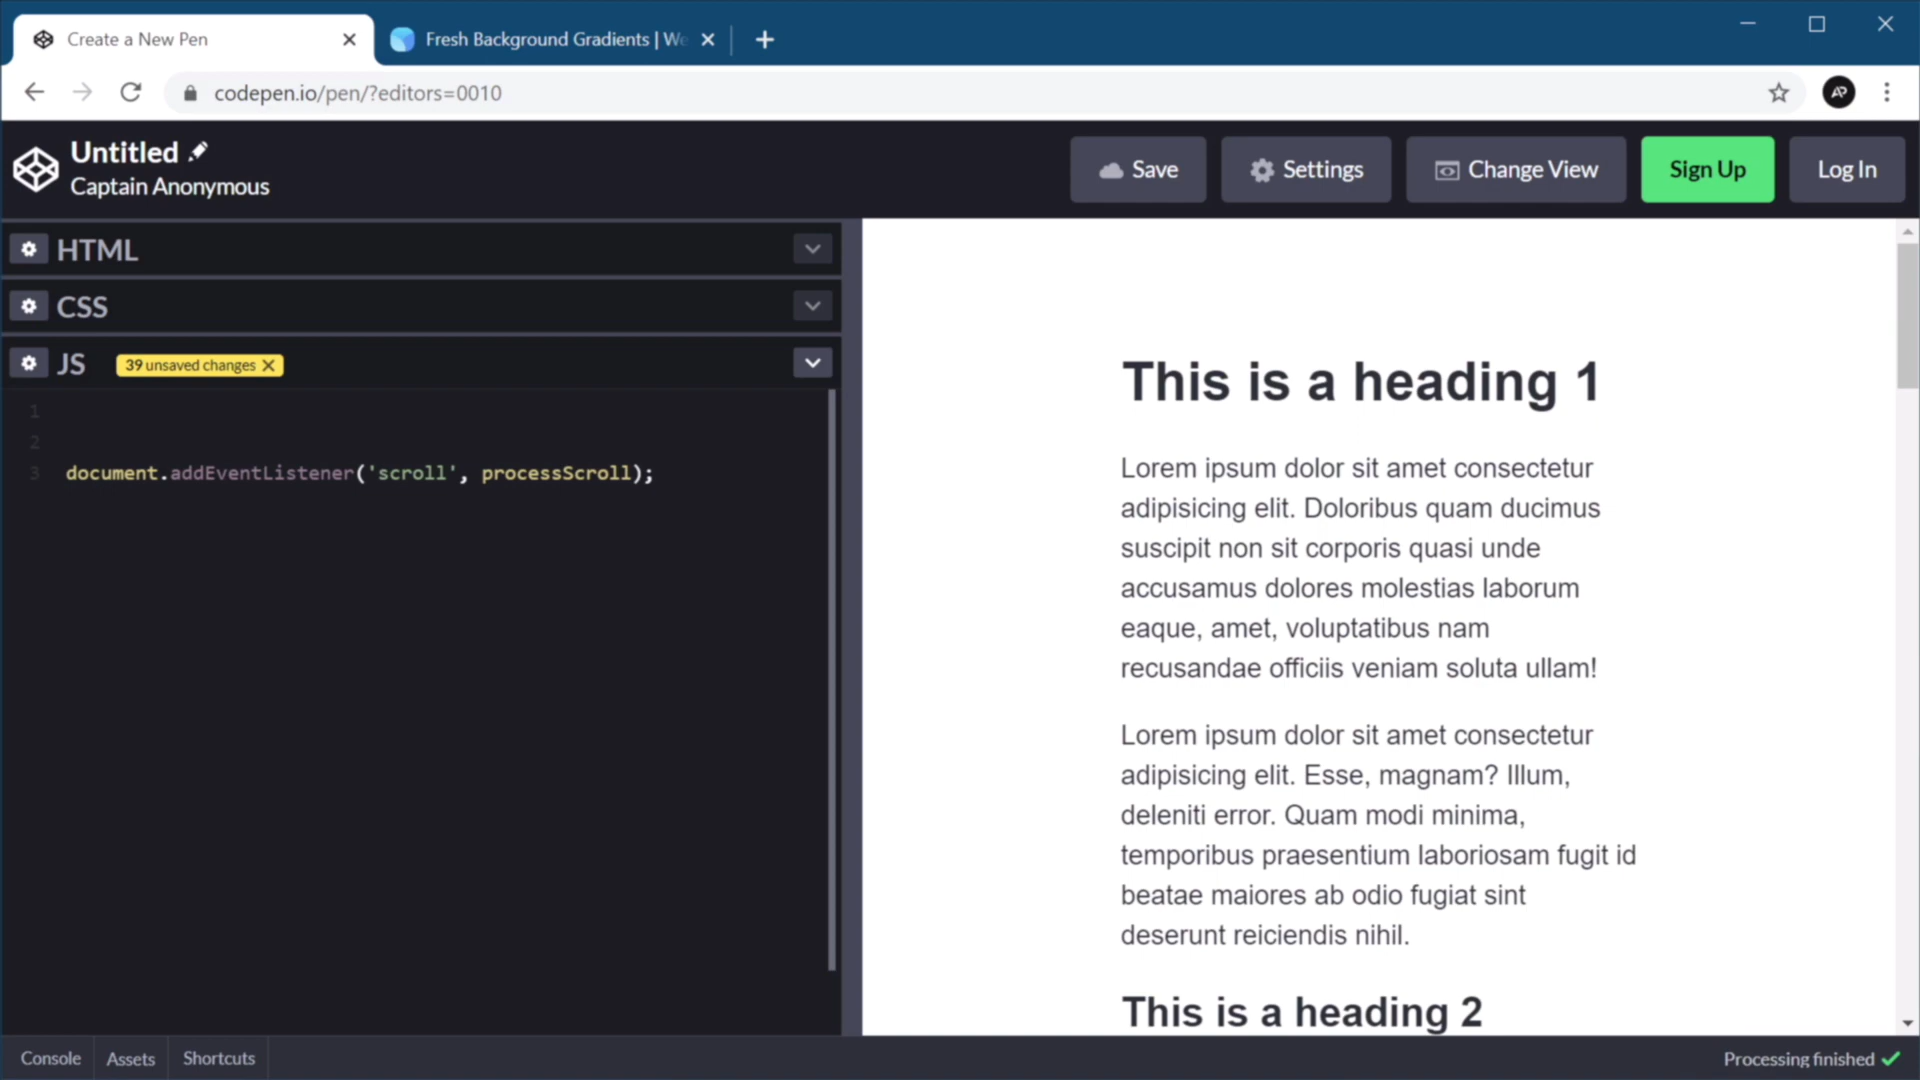 Create a New Pen
Fresh Background Gradients | We
codepen.io/pen/?editors=0010
AP
Untitled
Captain Anonymous
Save
Settings
Change View
Sign Up
Log In
HTML
CSS
JS
39 unsaved changes
1
2
3 document.addEventListener('scroll', processScroll);
This is a heading 1
Lorem ipsum dolor sit amet consectetur
adipisicing elit. Doloribus quam ducimus
suscipit non sit corporis quasi unde
accusamus dolores molestias laborum
eaque, amet, voluptatibus nam
recusandae officiis veniam soluta ullam!
Lorem ipsum dolor sit amet consectetur
adipisicing elit. Esse, magnam? Illum,
deleniti error. Quam modi minima,
temporibus praesentium laboriosam fugit id
beatae maiores ab odio fugiat sint
deserunt reiciendis nihil.
This is a heading 2
Console
Assets
Shortcuts
Processing finished